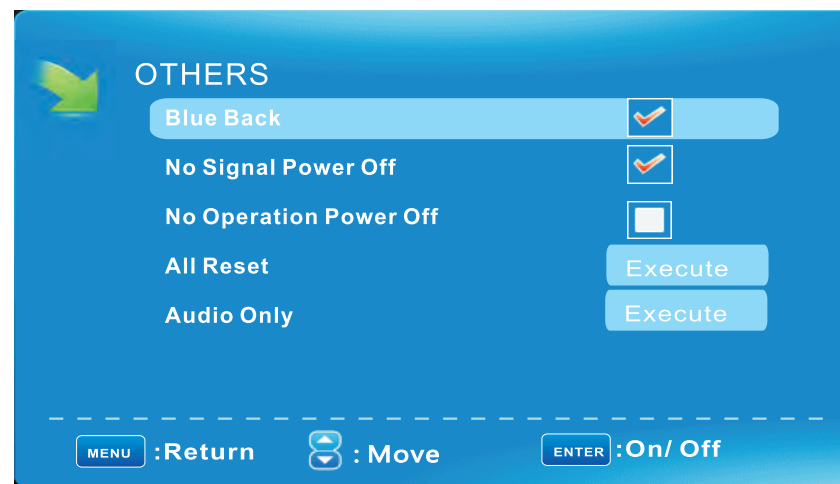 OTHERS
Blue Back
No Signal Power Off
No Operation Power Off
All Reset Execute
Audio Only Execute
MENU :Return : Move ENTER :On/ Off